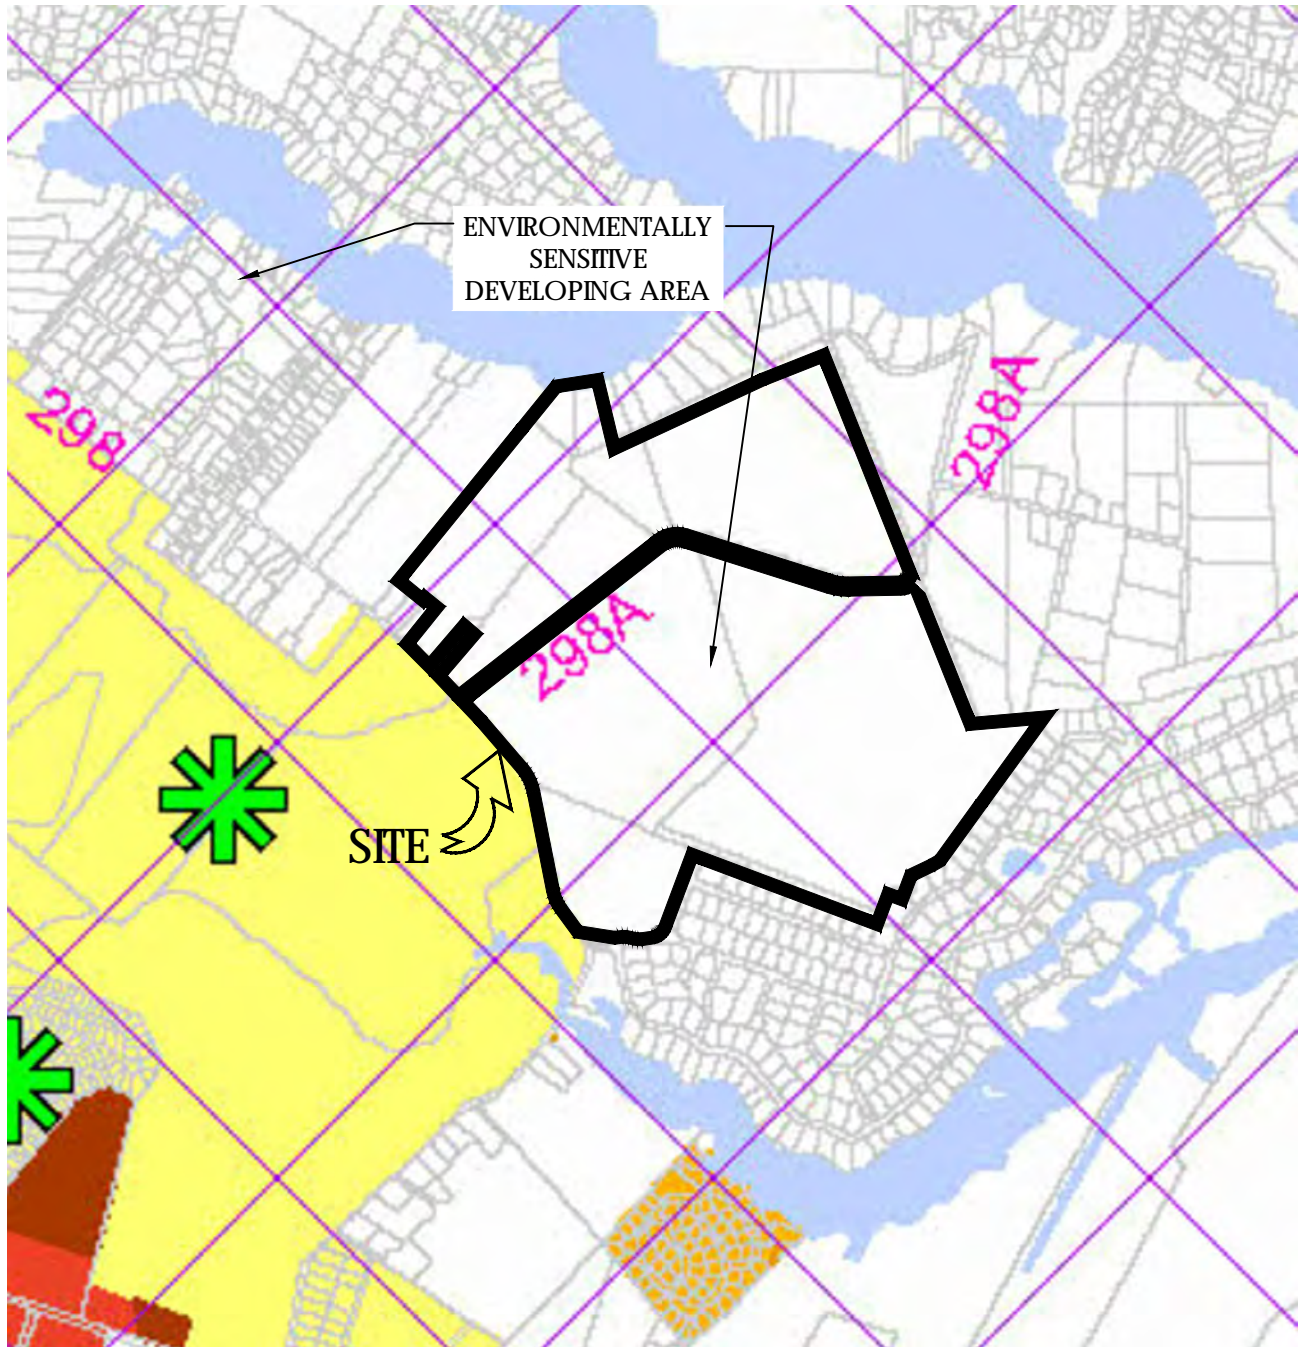 ENVIRONMENTALLY
SENSITIVE
DEVELOPING AREA
298
298A
298A
SITE